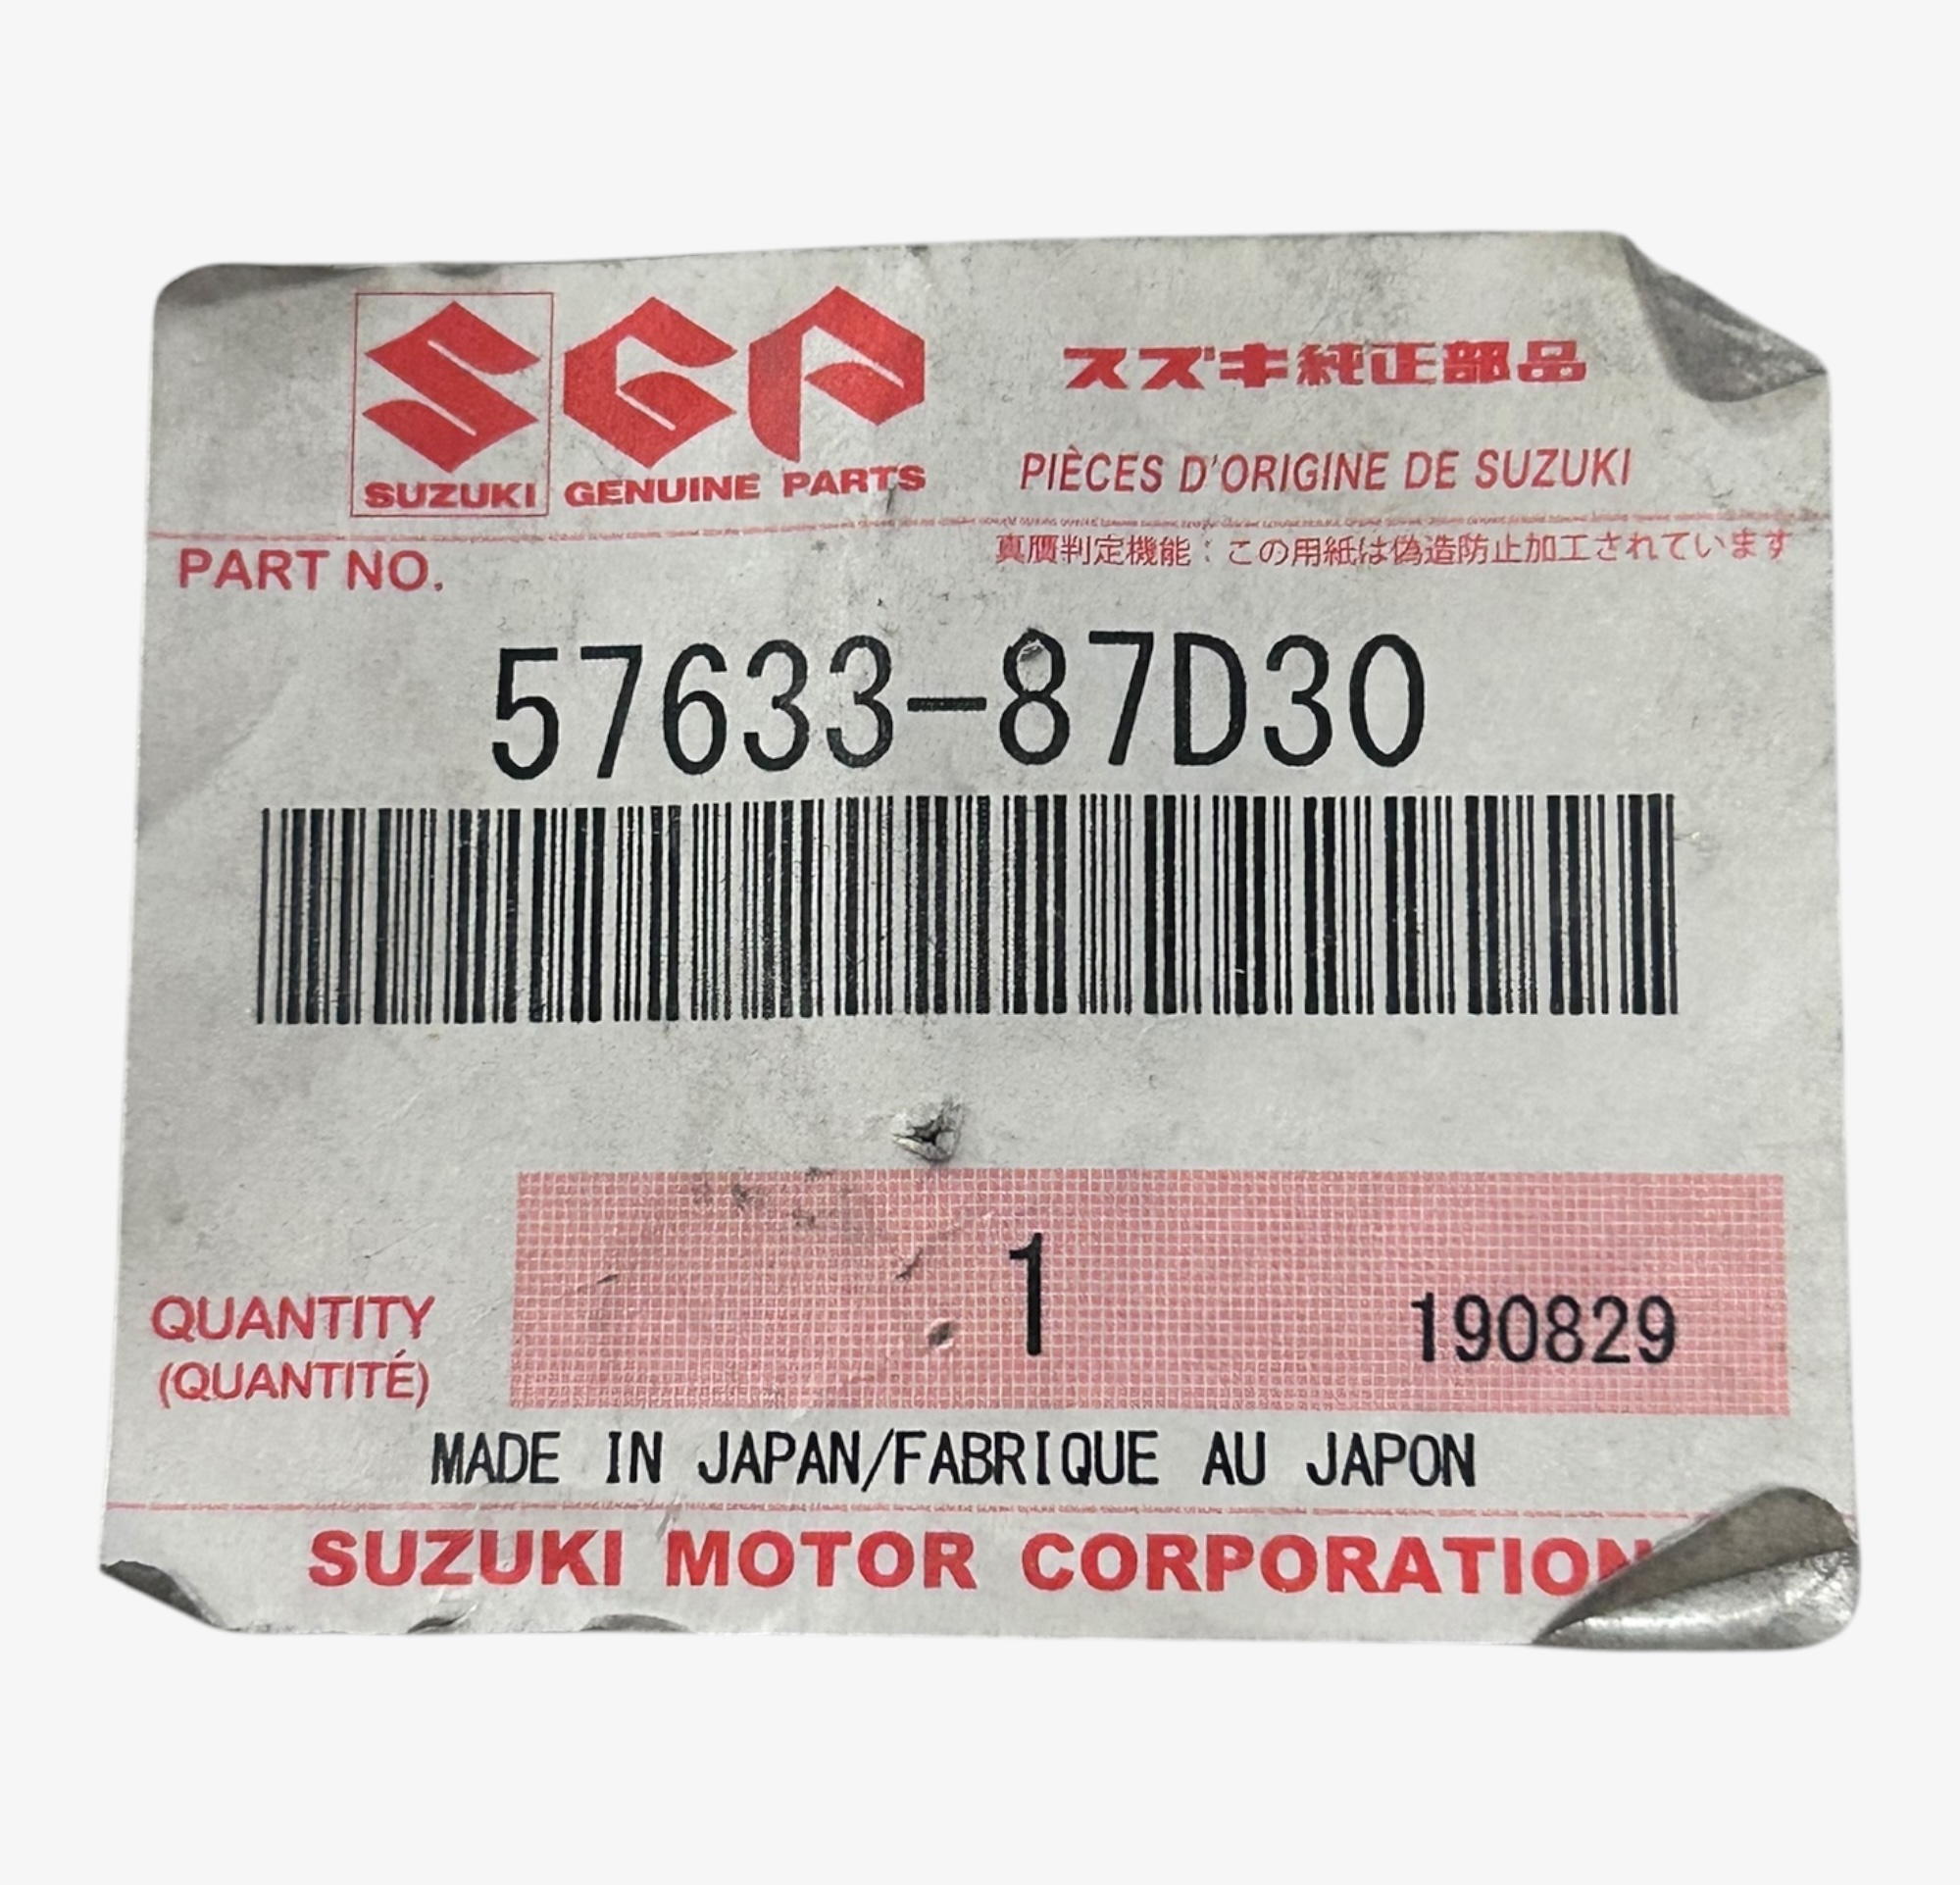 SUZUKI GENUINE PARTS
スズキ純正部品
PIÈCES D'ORIGINE DE SUZUKI
PART NO.
真贋判定機能：この用紙は偽造防止加工されています
57633-87D30
1
190829
QUANTITY
(QUANTITÉ)
MADE IN JAPAN/FABRIQUE AU JAPON
SUZUKI MOTOR CORPORATION